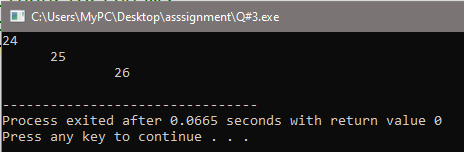 C:\Users\MyPC\Desktop\asssignment\Q#3.exe
24
25
26
--------------------------------
Process exited after 0.0665 seconds with return value 0
Press any key to continue . . .